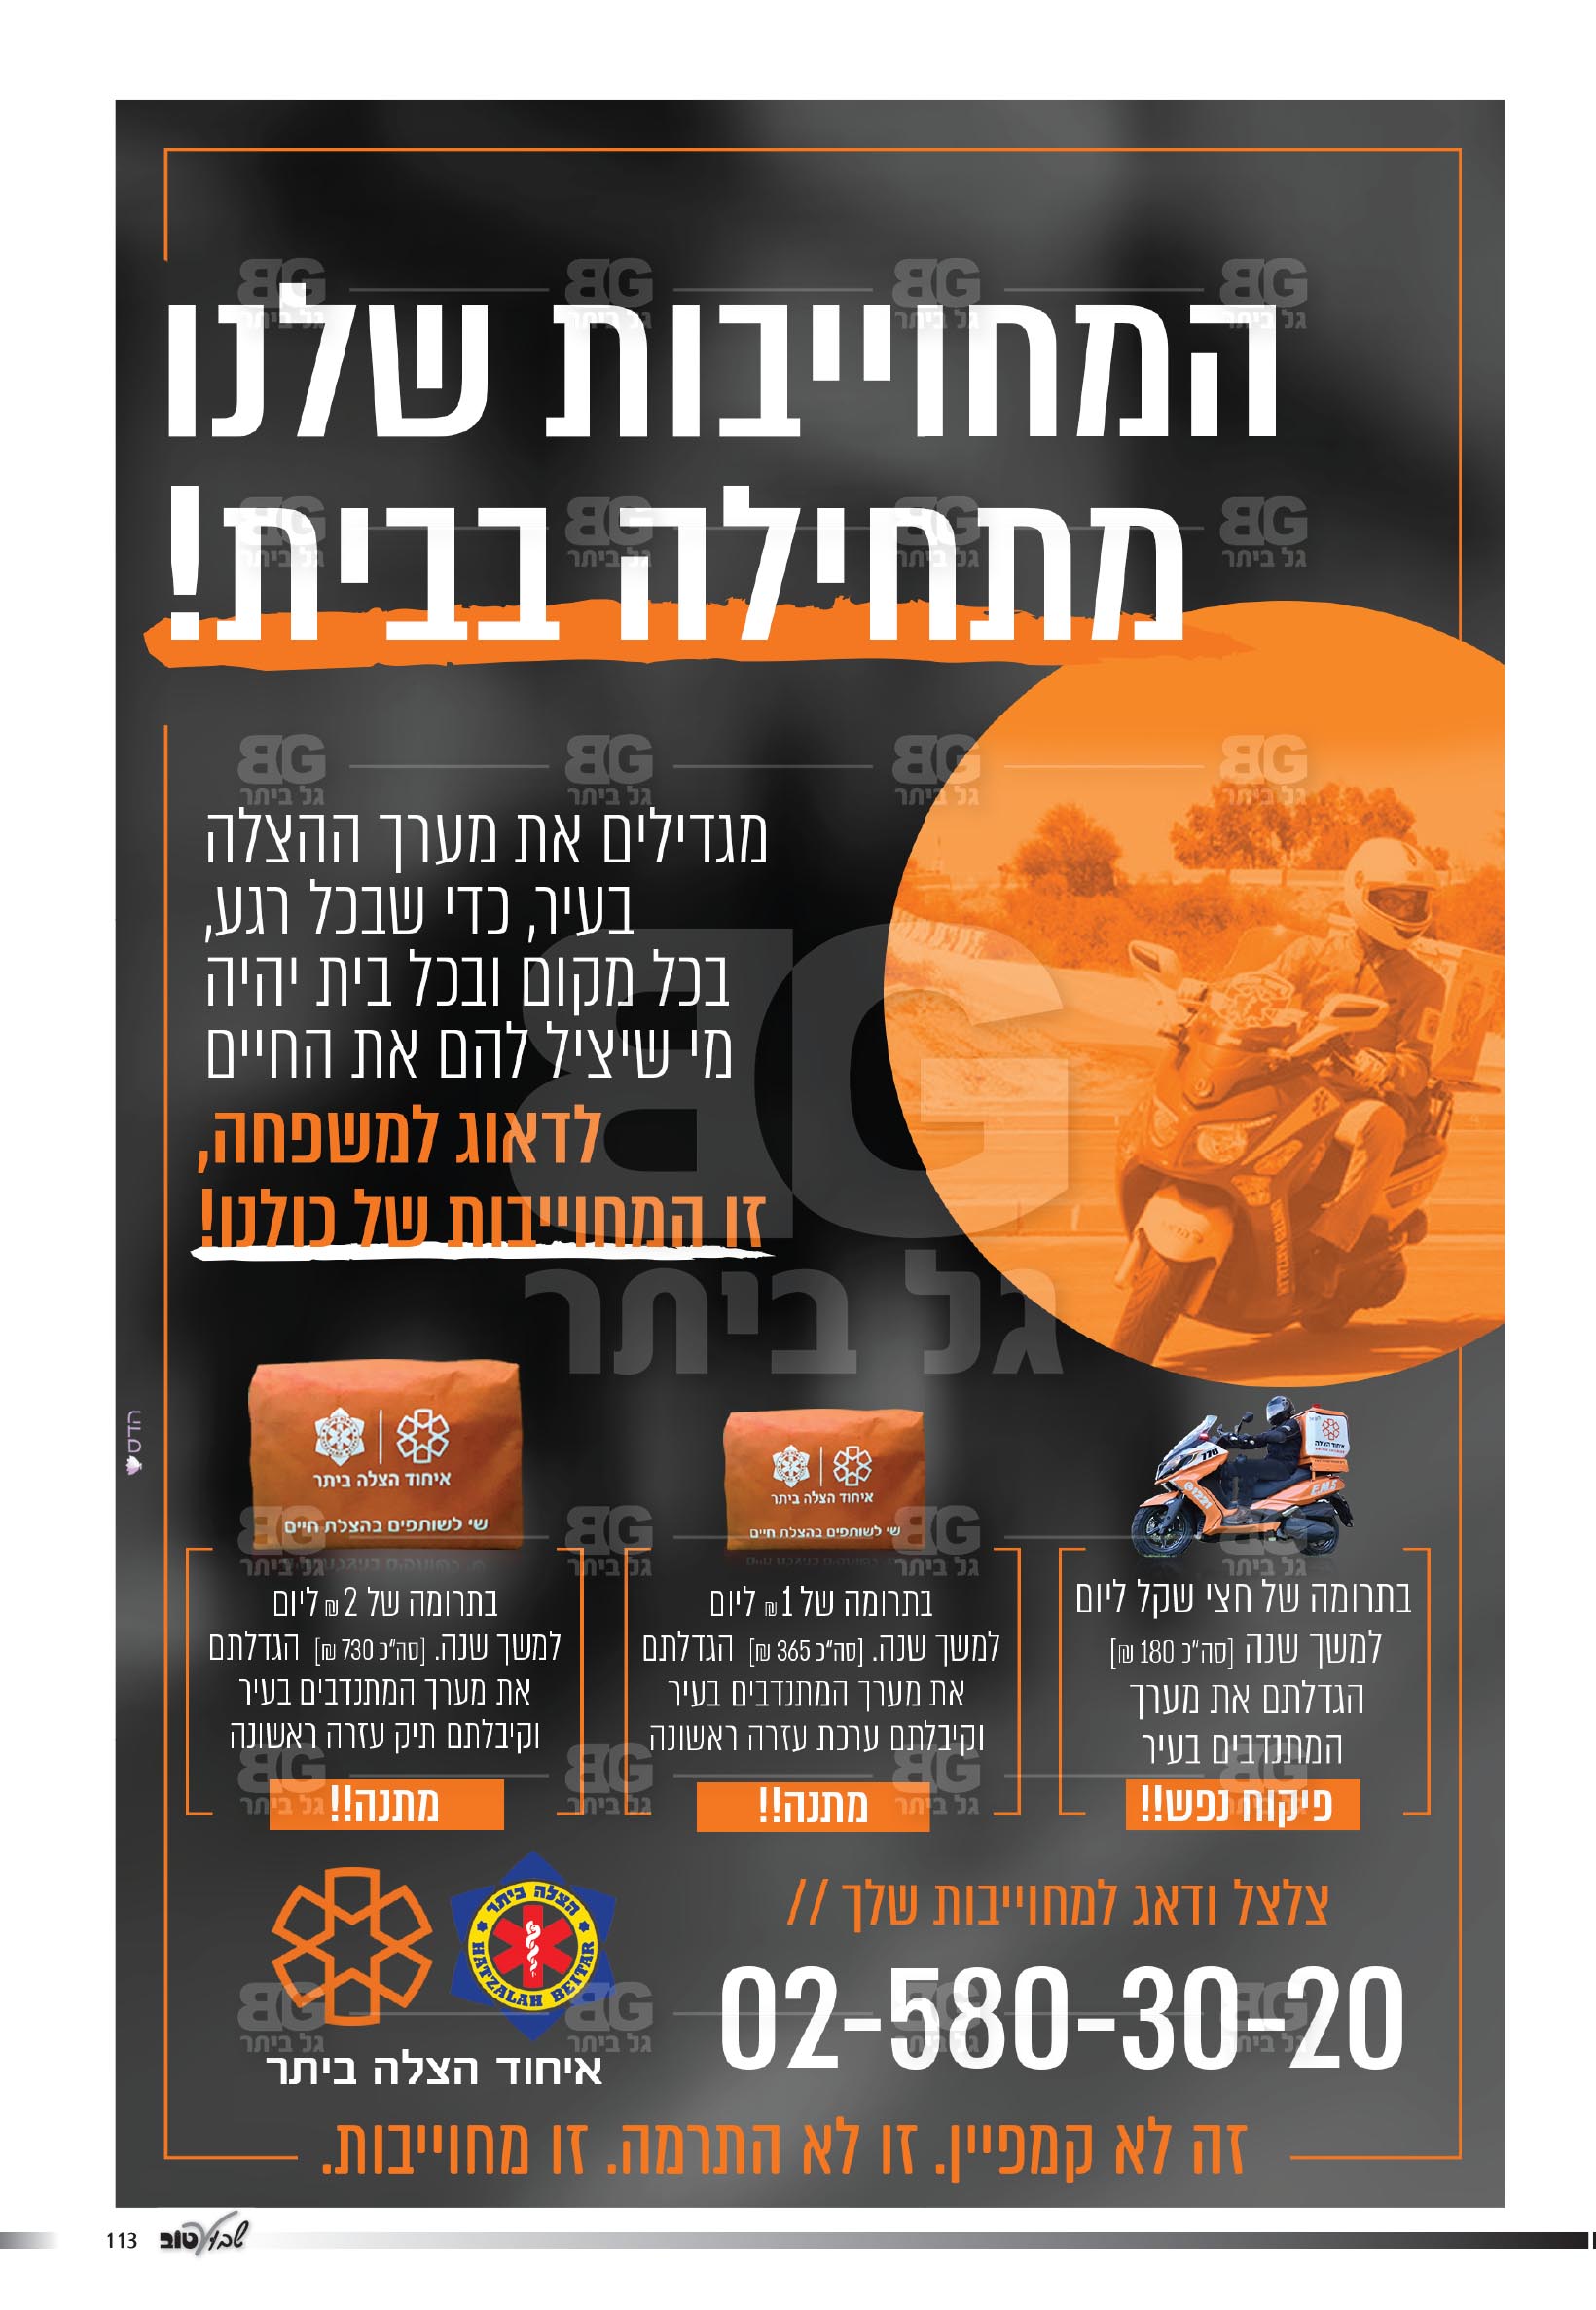 המחוייבות שלנו
מתחילה בבית!
מגדילים את מערך ההצלה
בעיר, כדי שבכל רגע,
בכל מקום ובכל בית יהיה
מי שיציל להם את החיים
לדאוג למשפחה,
זו המחוייבות של כולנו!
בתרומה של חצי שקל ליום
למשך שנה [סה"כ 180 ₪]
הגדלתם את מערך
המתנדבים בעיר
פיקוח נפש!!
איחוד הצלה ביתר
שי לשותפים בהצלת חיים
בתרומה של 1 ₪ ליום
למשך שנה. [סה"כ 365 ₪] הגדלתם
את מערך המתנדבים בעיר
וקיבלתם ערכת עזרה ראשונה
מתנה!!
איחוד הצלה ביתר
שי לשותפים בהצלת חיים
בתרומה של 2 ₪ ליום
למשך שנה. [סה"כ 730 ₪] הגדלתם
את מערך המתנדבים בעיר
וקיבלתם תיק עזרה ראשונה
מתנה!!
צלצל ודאג למחוייבות שלך //
02-580-30-20
הצלה ביתר
HATZALAH BEITAR
איחוד הצלה ביתר
זה לא קמפיין. זו לא התרמה. זו מחוייבות.
הדס
BG
גל ביתר
113 שבוע טוב